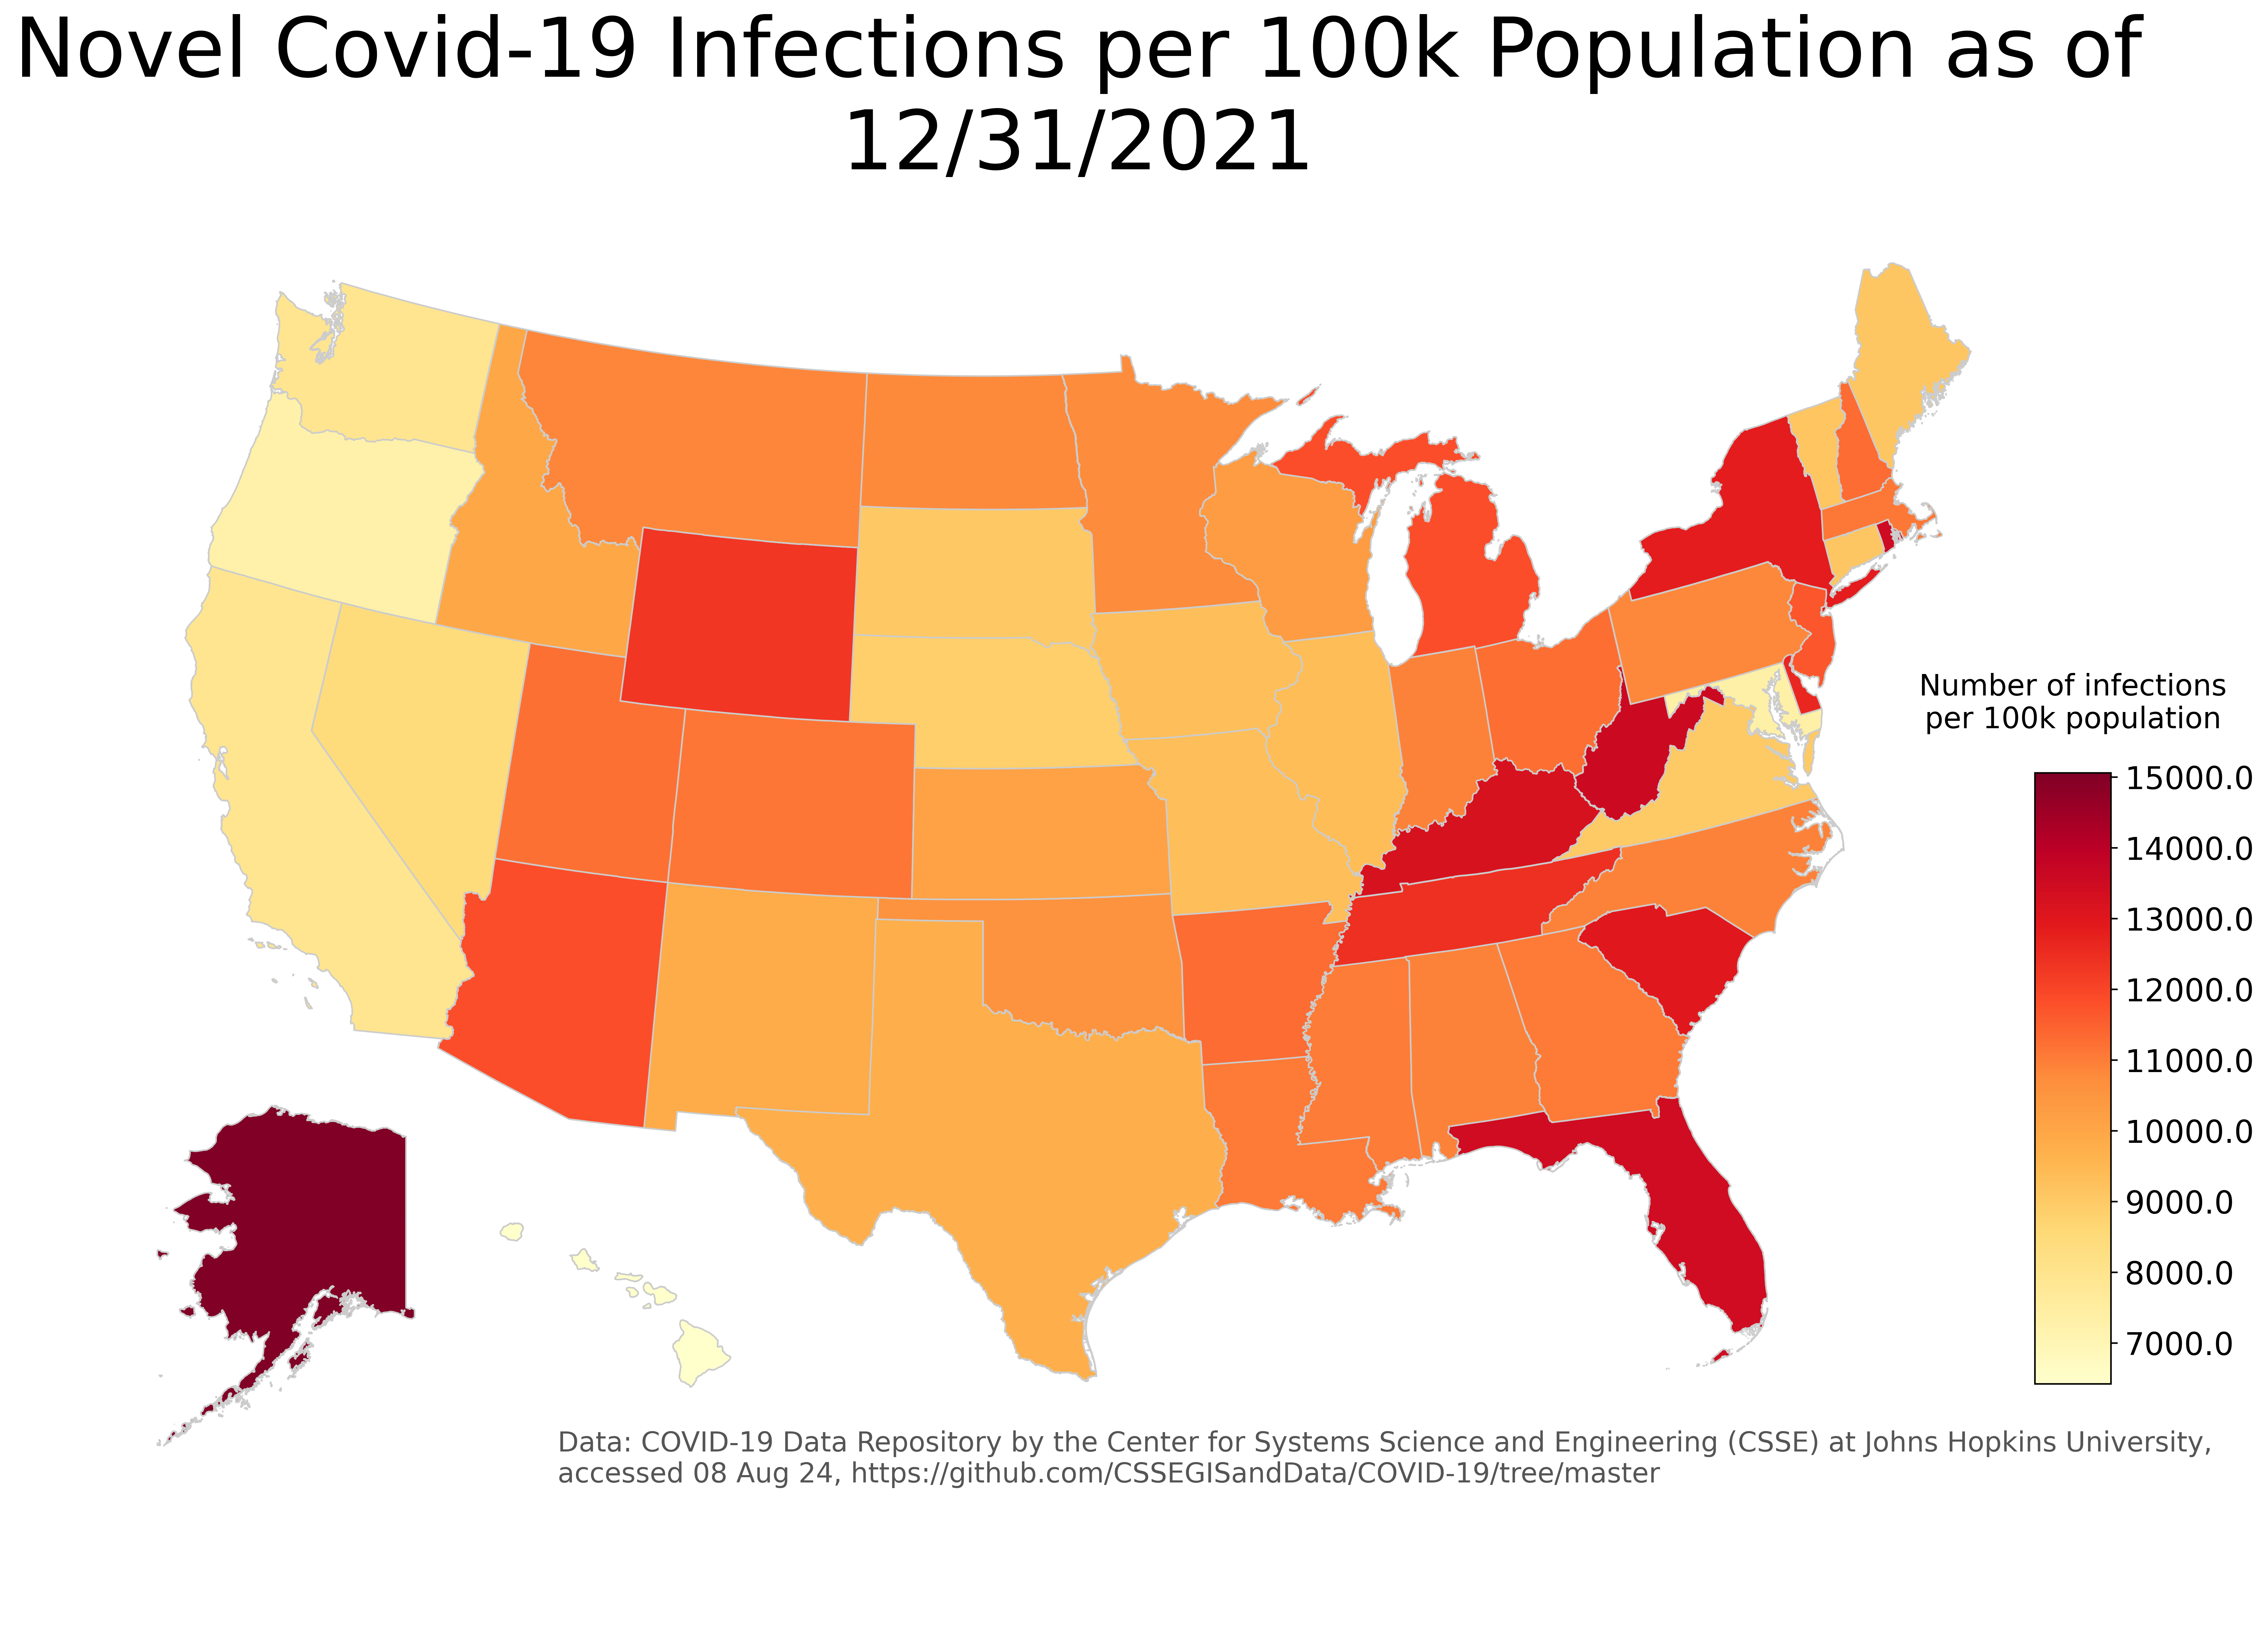 Novel Covid-19 Infections per 100k Population as of
12/31/2021
Number of infections
per 100k population
15000.0
14000.0
13000.0
12000.0
11000.0
10000.0
9000.0
8000.0
7000.0
Data: COVID-19 Data Repository by the Center for Systems Science and Engineering (CSSE) at Johns Hopkins University,
accessed 08 Aug 24, https://github.com/CSSEGISandData/COVID-19/tree/master